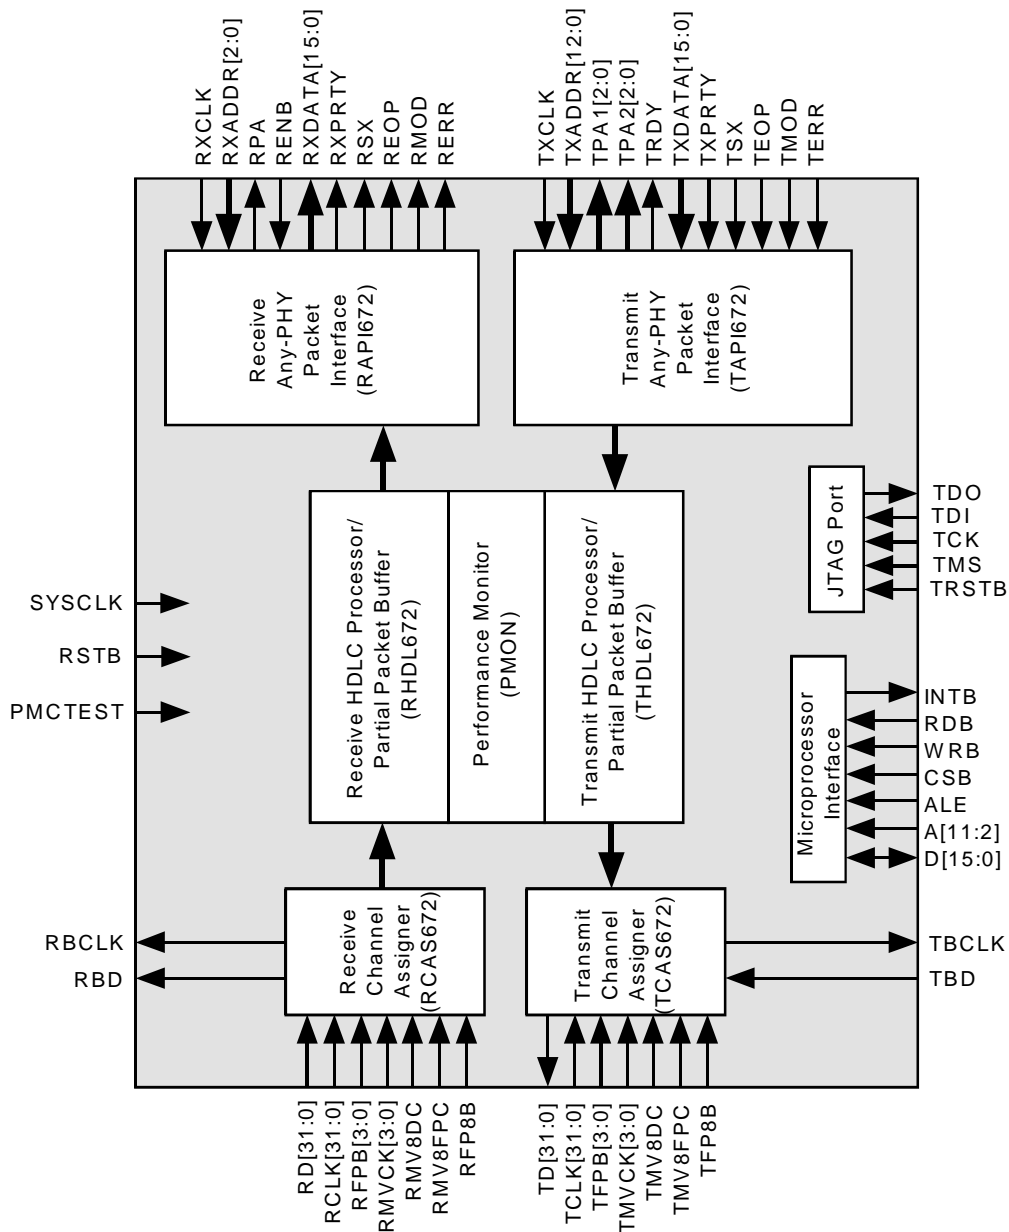 RXCLK
RXADDR[2:0]
RPA
RENB
RXDATA[15:0]
RXPRTY
RSX
REOP
RMOD
RERR
TXCLK
TXADDR[12:0]
TPA1[2:0]
TPA2[2:0]
TRDY
TXDATA[15:0]
TXPRTY
TSX
TEOP
TMOD
TERR
Receive
Any-PHY
Packet
Interface
(RAPI672)
Transmit
Any-PHY
Packet
Interface
(TAPI672)
Receive HDLC Processor/
Partial Packet Buffer
(RHDL672)
Performance Monitor
(PMON)
Transmit HDLC Processor/
Partial Packet Buffer
(THDL672)
JTAG Port
TDO
TDI
TCK
TMS
TRSTB
SYSCLK
RSTB
PMCTEST
Microprocessor
Interface
INTB
RDB
WRB
CSB
ALE
A[11:2]
D[15:0]
Receive
Channel
Assigner
(RCAS672)
Transmit
Channel
Assigner
(TCAS672)
RBCLK
RBD
TBCLK
TBD
RD[31:0]
RCLK[31:0]
RFPB[3:0]
RMVCK[3:0]
RMV8DC
RMV8FPC
RFP8B
TD[31:0]
TCLK[31:0]
TFPB[3:0]
TMVCK[3:0]
TMV8DC
TMV8FPC
TFP8B